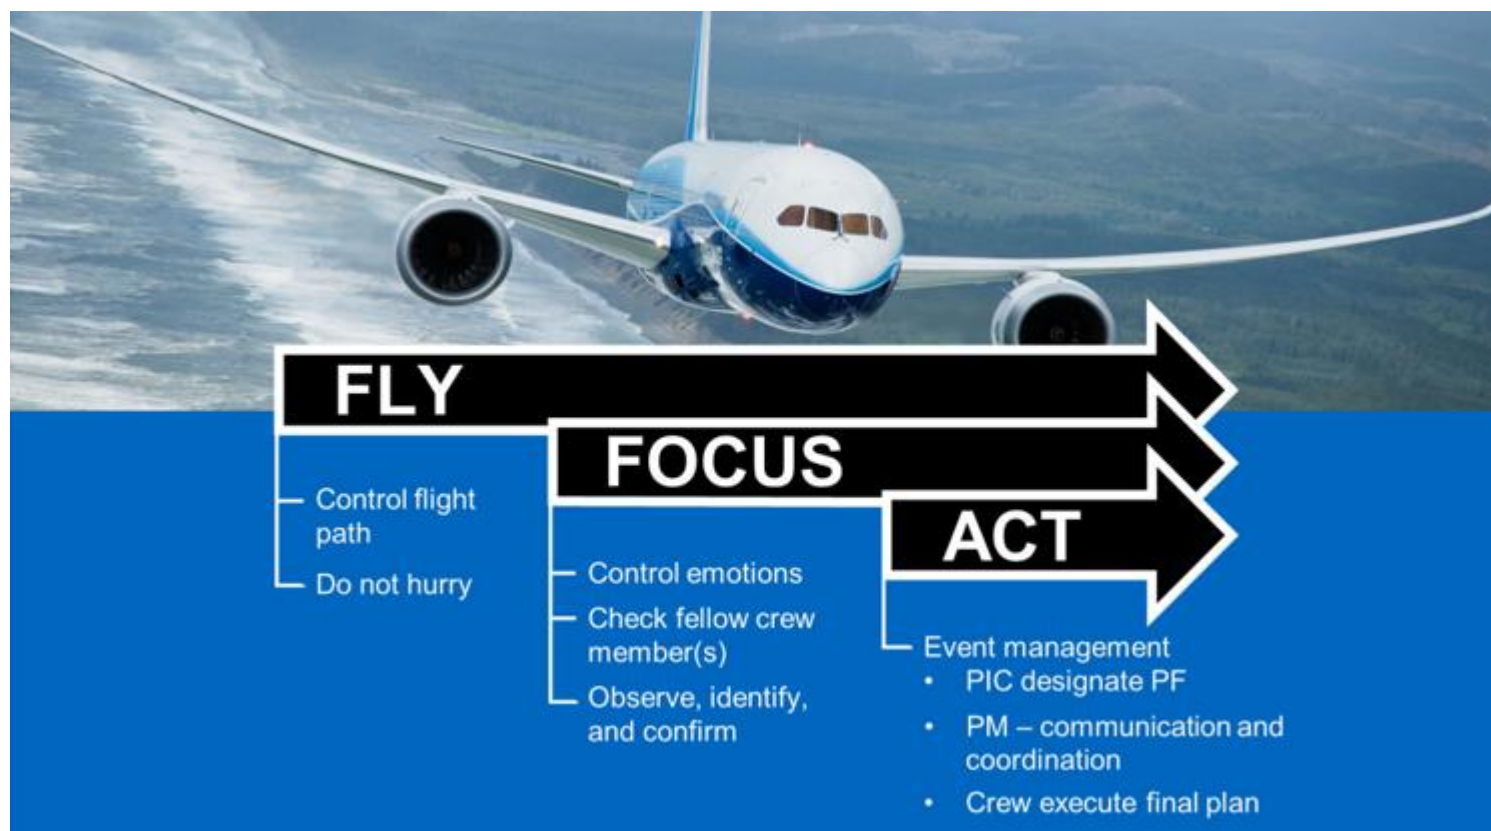 FLY
Control flight
path
Do not hurry
FOCUS
Control emotions
Check fellow crew
member(s)
Observe, identify,
and confirm
ACT
Event management
• PIC designate PF
• PM – communication and
coordination
• Crew execute final plan